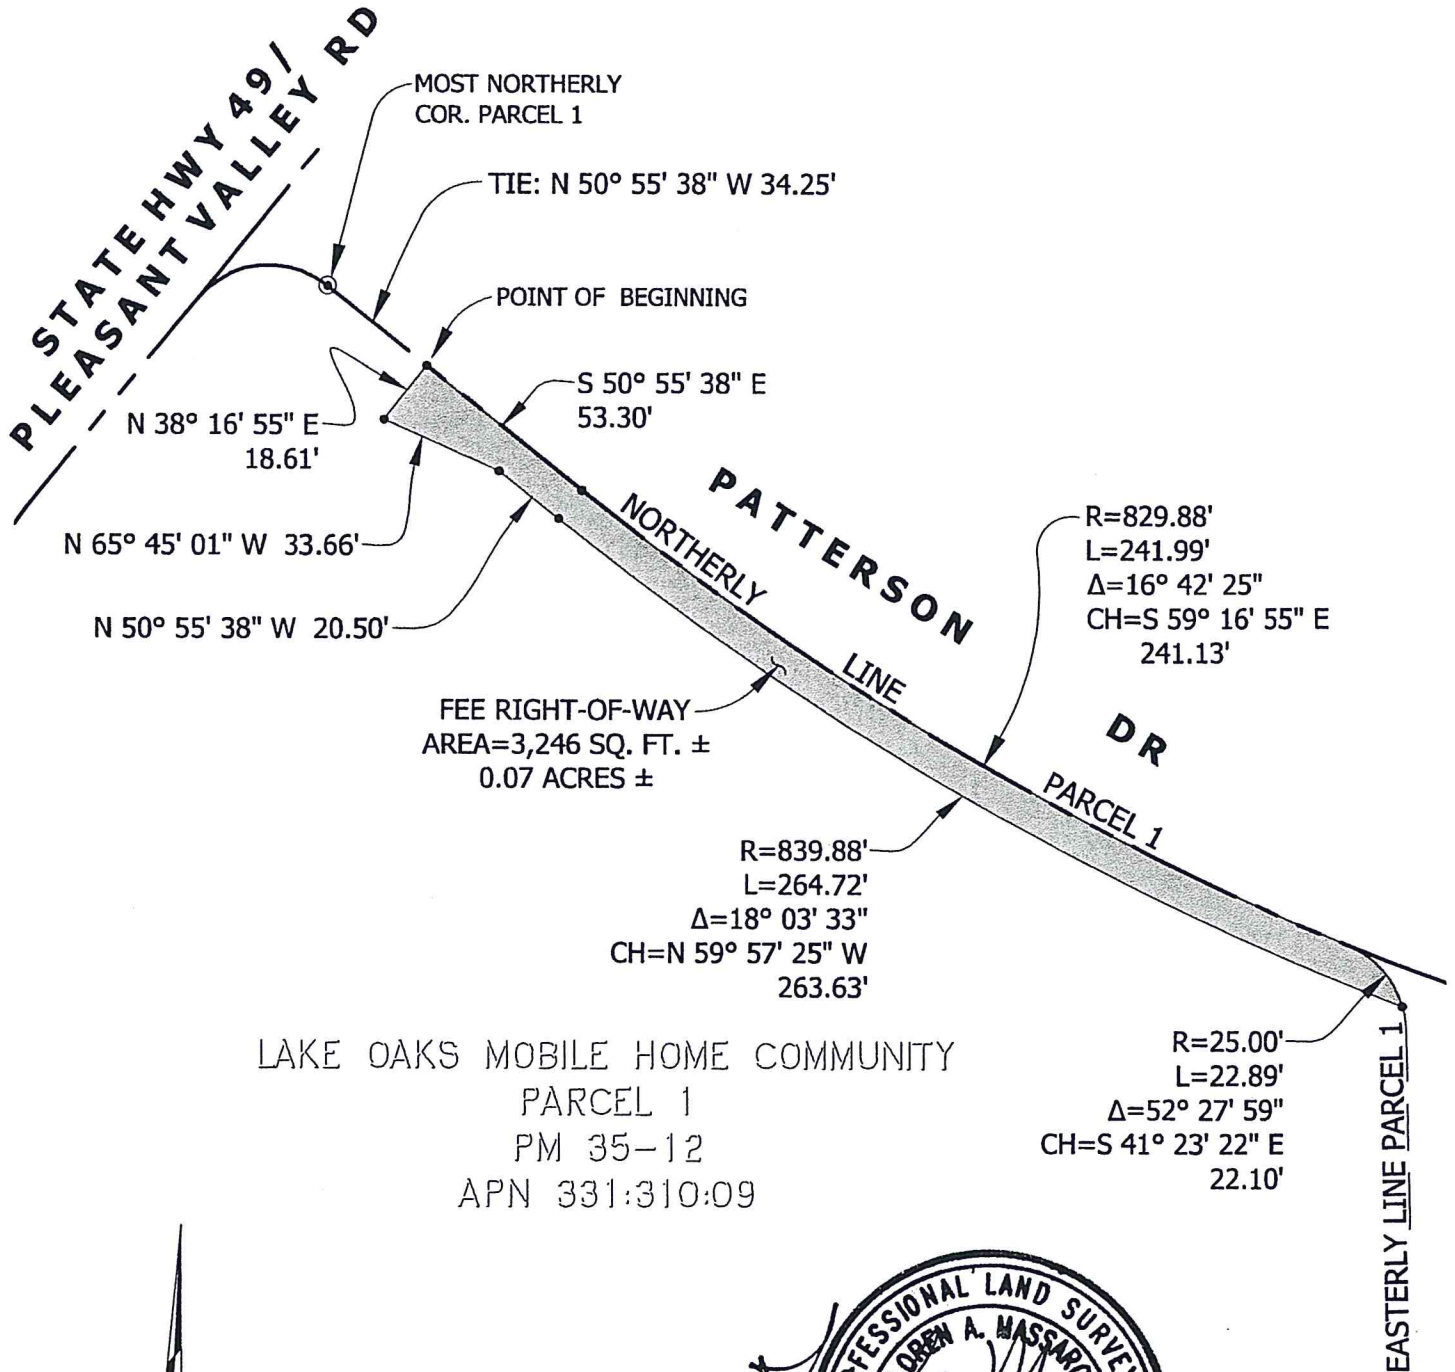 STATE HWY 49/
PLEASANT VALLEY RD
MOST NORTHERLY
COR. PARCEL 1
TIE: N 50° 55' 38" W 34.25'
POINT OF BEGINNING
S 50° 55' 38" E
53.30'
N 38° 16' 55" E
18.61'
N 65° 45' 01" W 33.66'
N 50° 55' 38" W 20.50'
PATTERSON DR
NORTHERLY LINE PARCEL 1
R=829.88'
L=241.99'
Δ=16° 42' 25"
CH=S 59° 16' 55" E
241.13'
FEE RIGHT-OF-WAY
AREA=3,246 SQ. FT. ±
0.07 ACRES ±
R=839.88'
L=264.72'
Δ=18° 03' 33"
CH=N 59° 57' 25" W
263.63'
R=25.00'
L=22.89'
Δ=52° 27' 59"
CH=S 41° 23' 22" E
22.10'
EASTERLY LINE PARCEL 1
LAKE OAKS MOBILE HOME COMMUNITY
PARCEL 1
PM 35-12
APN 331:310:09
LAND
A.